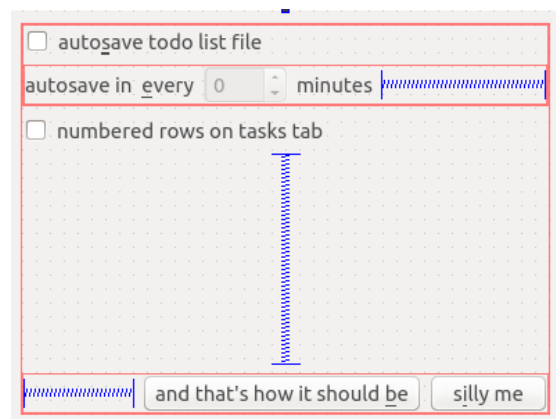 autosave todo list file
autosave in every 0 minutes
numbered rows on tasks tab
and that's how it should be silly me